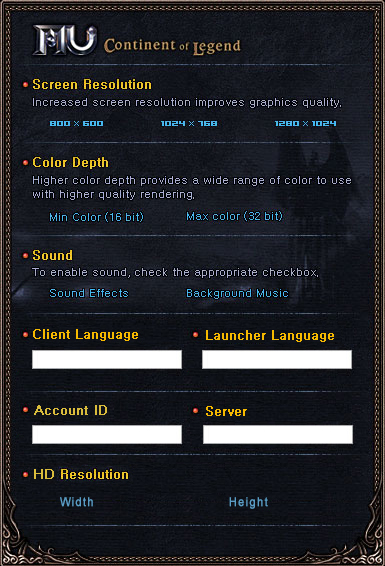 MU Continent of Legend
Screen Resolution
Increased screen resolution improves graphics quality,
800 x 600 1024 x 768 1280 x 1024
Color Depth
Higher color depth provides a wide range of color to use
with higher quality rendering,
Min Color (16 bit) Max color (32 bit)
Sound
To enable sound, check the appropriate checkbox,
Sound Effects Background Music
Client Language Launcher Language
Account ID Server
HD Resolution
Width Height